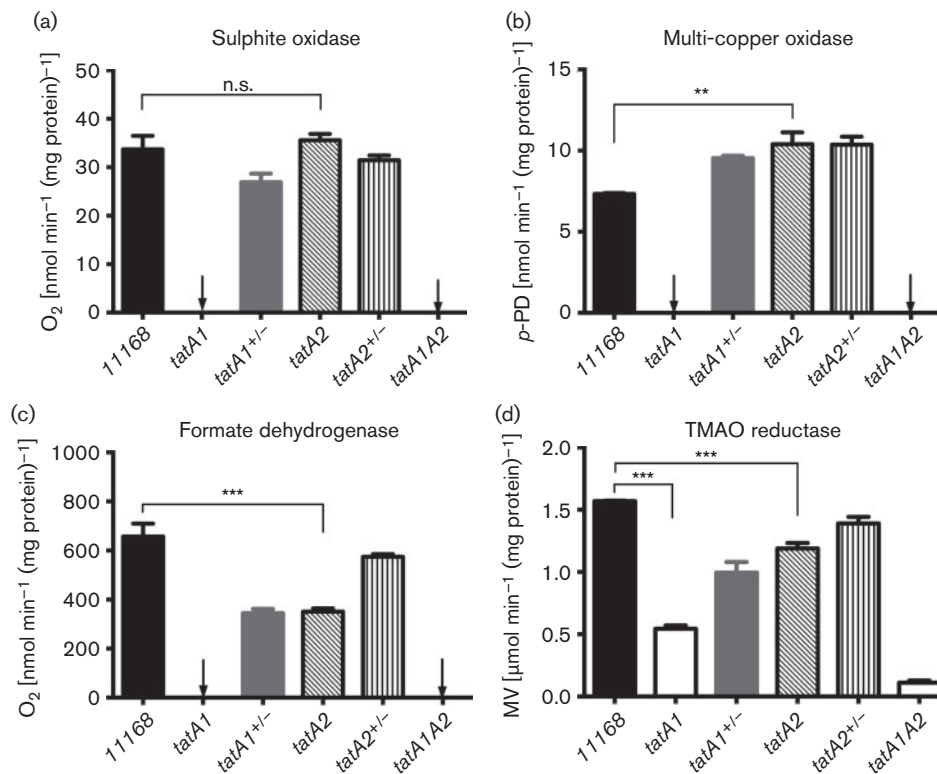 (a)
Sulphite oxidase
O₂ [nmol min⁻¹ (mg protein)⁻¹]
50
40
30
20
10
0
n.s.
11168
tatA1
tatA1⁺/⁻
tatA2
tatA2⁺/⁻
tatA1A2
(b)
Multi-copper oxidase
p-PD [nmol min⁻¹ (mg protein)⁻¹]
15
10
5
0
**
11168
tatA1
tatA1⁺/⁻
tatA2
tatA2⁺/⁻
tatA1A2
(c)
Formate dehydrogenase
O₂ [nmol min⁻¹ (mg protein)⁻¹]
1000
800
600
400
200
0
***
11168
tatA1
tatA1⁺/⁻
tatA2
tatA2⁺/⁻
tatA1A2
(d)
TMAO reductase
MV [μmol min⁻¹ (mg protein)⁻¹]
2.0
1.5
1.0
0.5
0.0
***
***
11168
tatA1
tatA1⁺/⁻
tatA2
tatA2⁺/⁻
tatA1A2